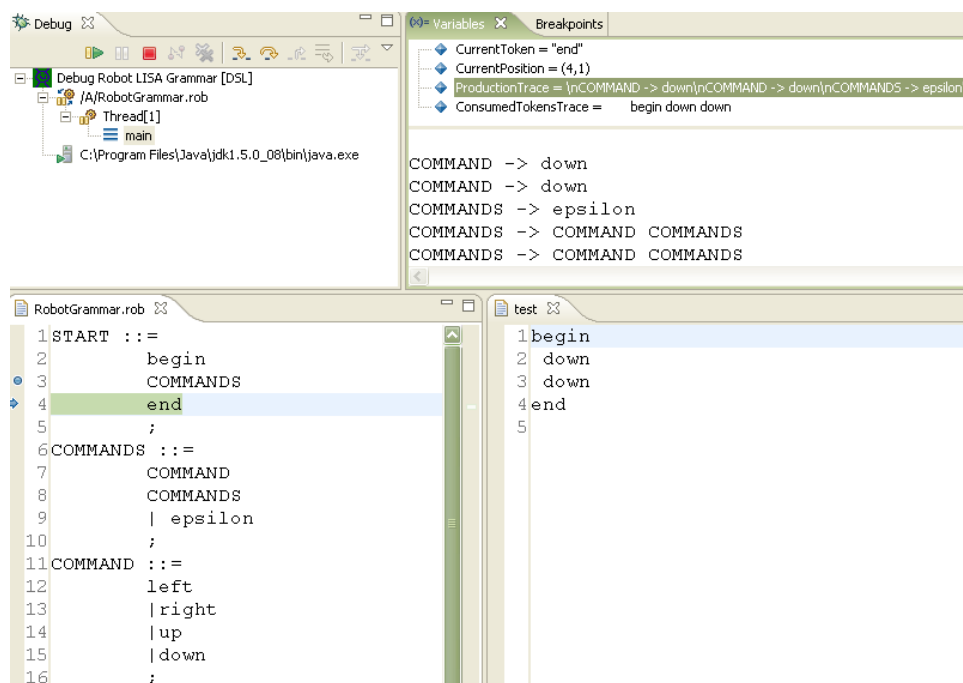 Debug
Debug Robot LISA Grammar [DSL]
/A/RobotGrammar.rob
Thread[1]
main
C:\Program Files\Java\jdk1.5.0_08\bin\java.exe
(x)= Variables Breakpoints
CurrentToken = "end"
CurrentPosition = (4,1)
ProductionTrace = \nCOMMAND -> down\nCOMMAND -> down\nCOMMANDS -> epsilon
ConsumedTokensTrace = begin down down
COMMAND -> down
COMMAND -> down
COMMANDS -> epsilon
COMMANDS -> COMMAND COMMANDS
COMMANDS -> COMMAND COMMANDS
RobotGrammar.rob
1 START ::=
2 begin
3 COMMANDS
4 end
5 ;
6 COMMANDS ::=
7 COMMAND
8 COMMANDS
9 | epsilon
10 ;
11 COMMAND ::=
12 left
13 |right
14 |up
15 |down
16 ;
test
1 begin
2 down
3 down
4 end
5